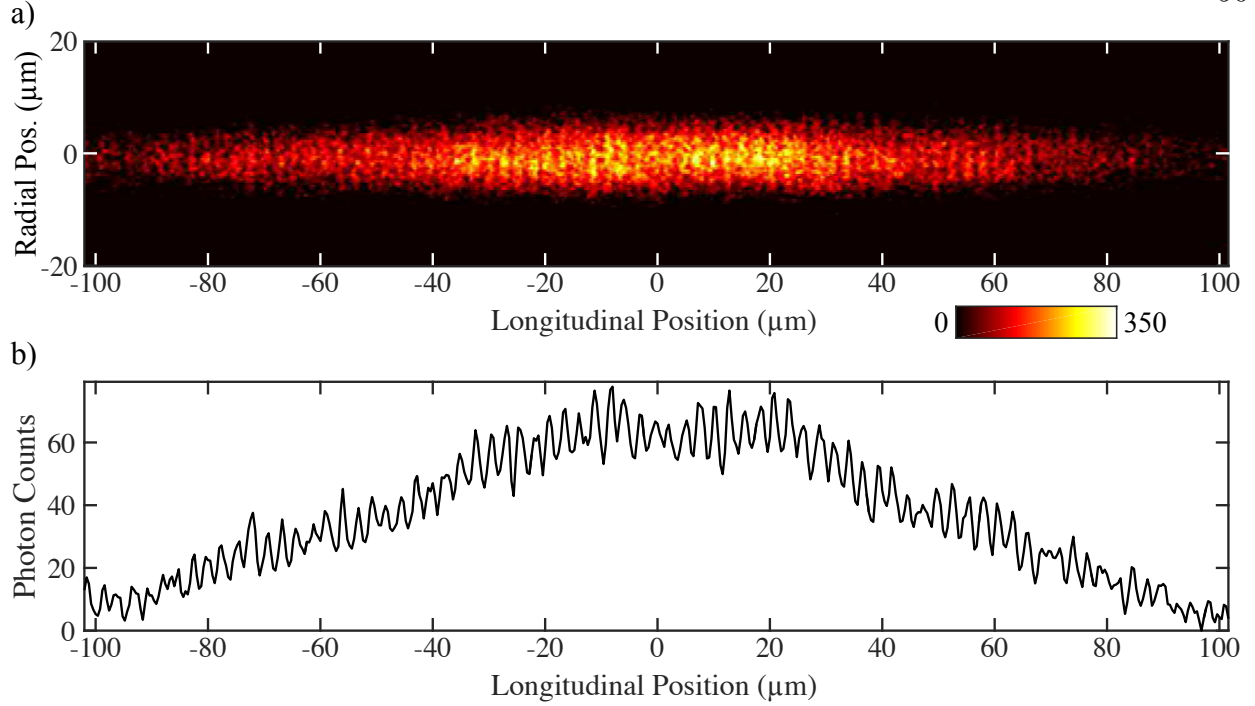 a)
20
0
-20
Radial Pos. (μm)
-100 -80 -60 -40 -20 0 20 40 60 80 100
Longitudinal Position (μm)
0 350
b)
60
40
20
0
Photon Counts
-100 -80 -60 -40 -20 0 20 40 60 80 100
Longitudinal Position (μm)